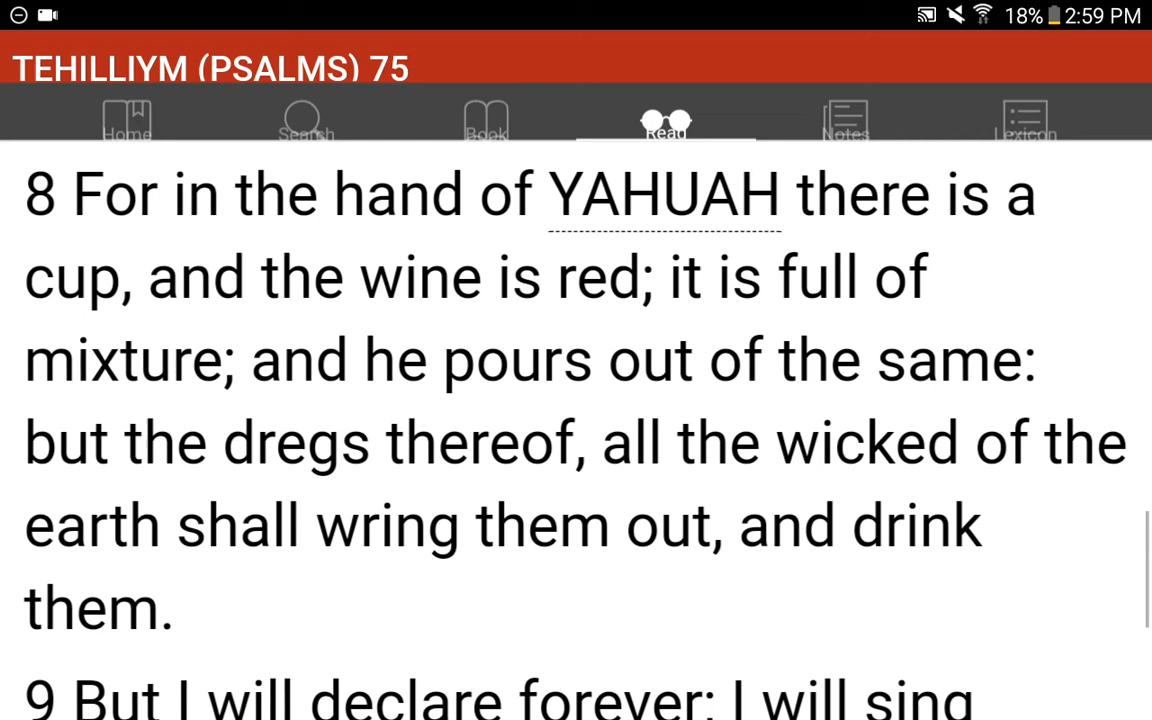 18% 2:59 PM
TEHILLIYM (PSALMS) 75
Home Search Book Read Notes Lexicon
8 For in the hand of YAHUAH there is a
cup, and the wine is red; it is full of
mixture; and he pours out of the same:
but the dregs thereof, all the wicked of the
earth shall wring them out, and drink
them.
9 But I will declare forever; I will sing